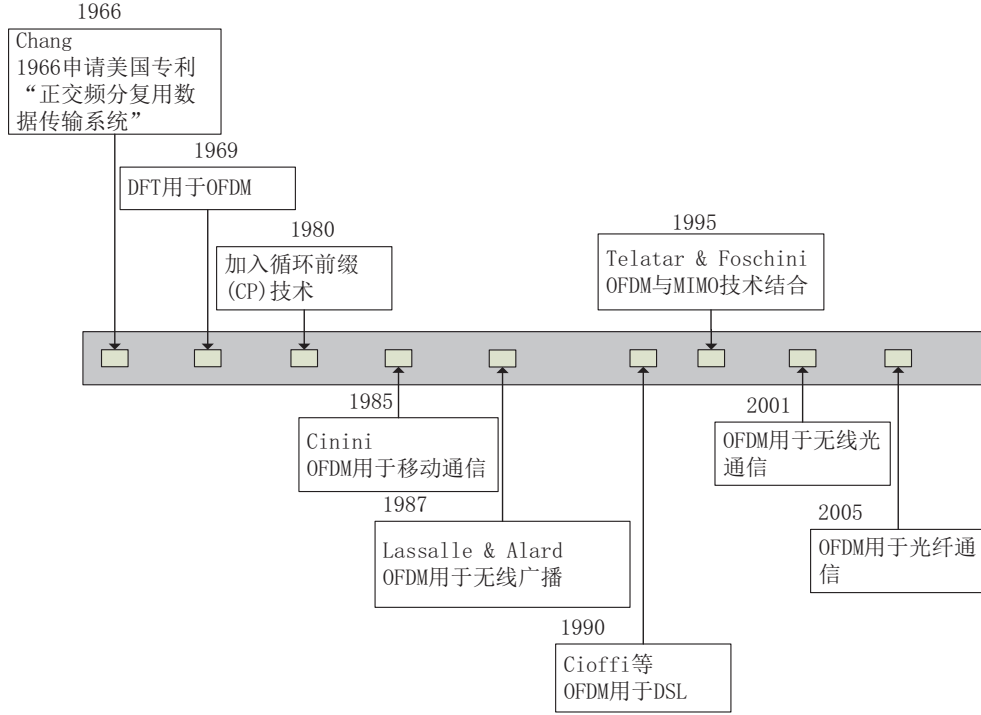 1966
Chang
1966申请美国专利
“正交频分复用数
据传输系统”
1969
DFT用于OFDM
1980
加入循环前缀
(CP)技术
1995
Telatar & Foschini
OFDM与MIMO技术结合
1985
Cinini
OFDM用于移动通信
1987
Lassalle & Alard
OFDM用于无线广播
1990
Cioffi等
OFDM用于DSL
2001
OFDM用于无线光
通信
2005
OFDM用于光纤通
信